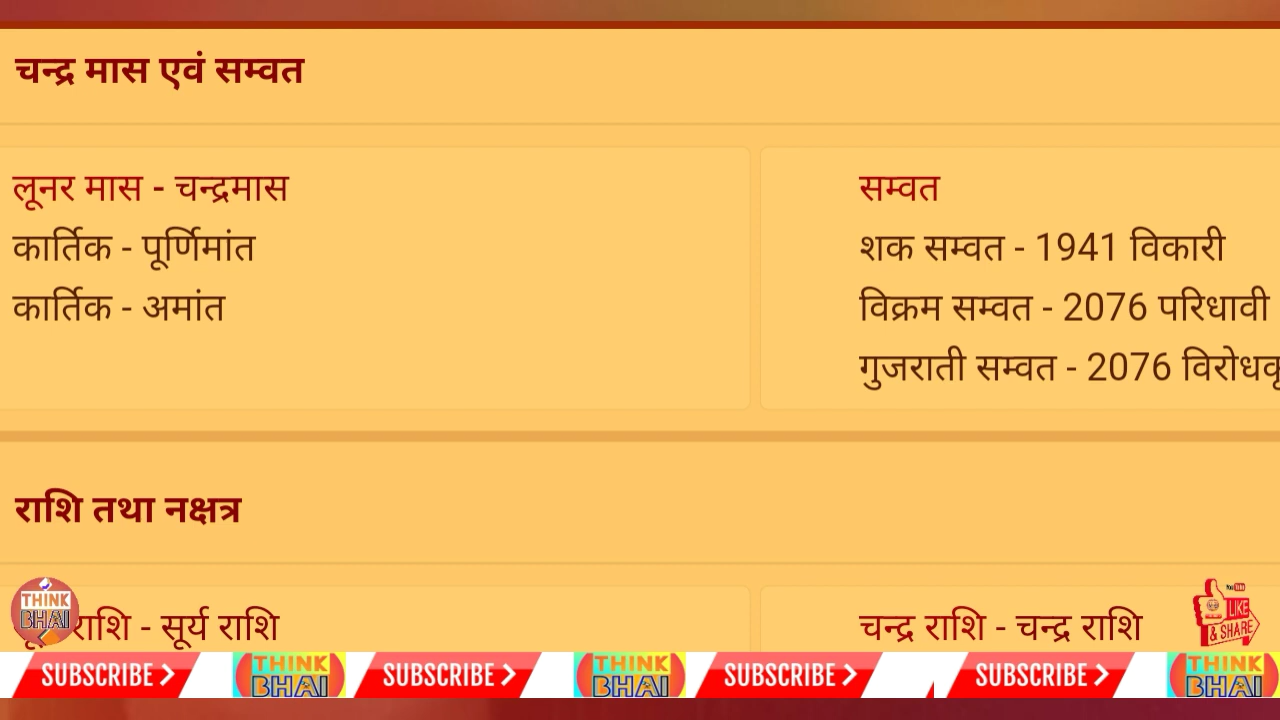 चन्द्र मास एवं सम्वत
लूनर मास - चन्द्रमास
कार्तिक - पूर्णिमांत
कार्तिक - अमांत
सम्वत
शक सम्वत - 1941 विकारी
विक्रम सम्वत - 2076 परिधावी
गुजराती सम्वत - 2076
राशि तथा नक्षत्र
राशि - सूर्य राशि
चन्द्र राशि - चन्द्र राशि
THINK
BHAI
YouTube
LIKE
& SHARE
SUBSCRIBE
THINK
BHAI
SUBSCRIBE
THINK
BHAI
SUBSCRIBE
SUBSCRIBE
THINK
BHAI